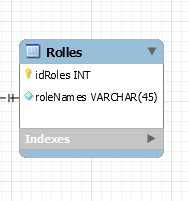 Rolles
idRoles INT
roleNames VARCHAR(45)
Indexes